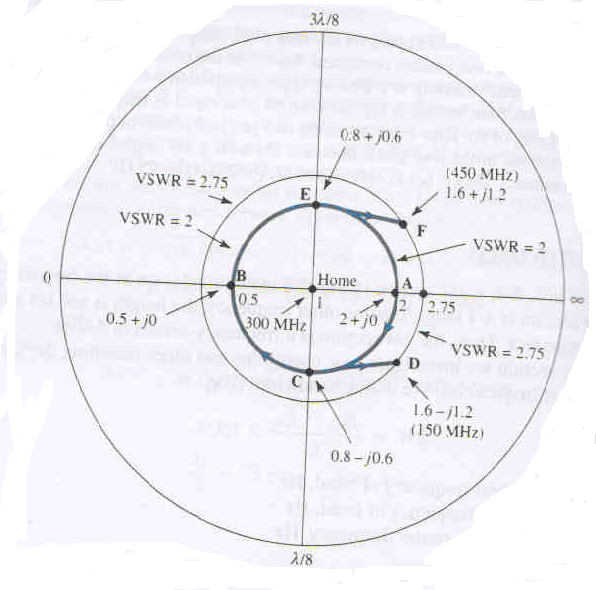 3λ/8
0.8 + j0.6
(450 MHz)
1.6 + j1.2
VSWR = 2.75
E
F
VSWR = 2
VSWR = 2
0
B
Home
A
∞
0.5
1
2
2.75
0.5 + j0
300 MHz
2 + j0
VSWR = 2.75
C
D
1.6 – j1.2
(150 MHz)
0.8 – j0.6
λ/8